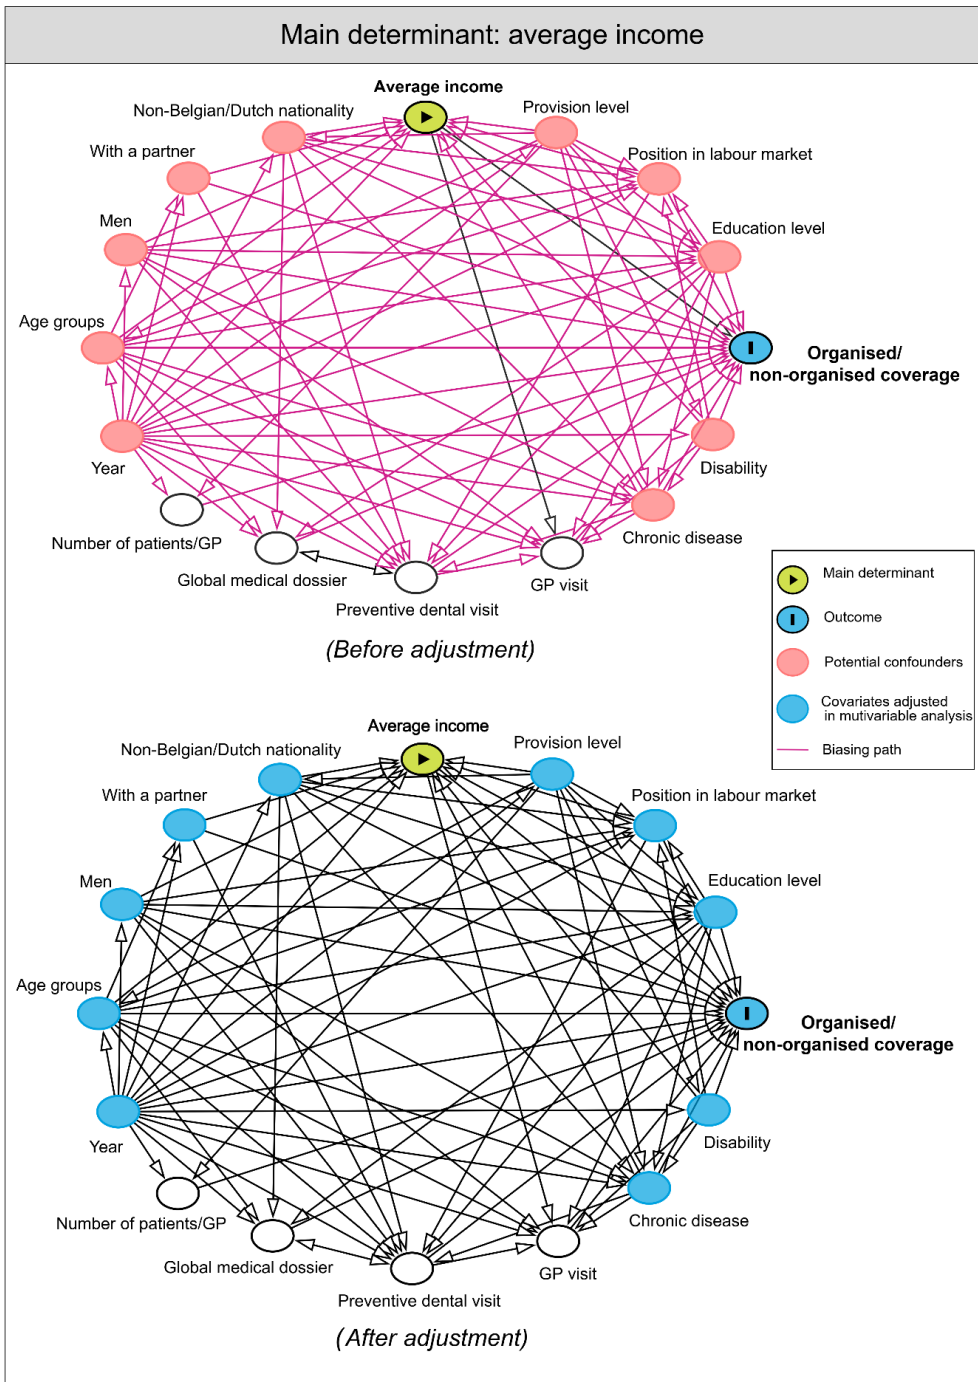 Main determinant: average income
Average income
Non-Belgian/Dutch nationality
Provision level
With a partner
Position in labour market
Men
Education level
Age groups
Organised/
non-organised coverage
Year
Disability
Number of patients/GP
Chronic disease
Global medical dossier
GP visit
Preventive dental visit
(Before adjustment)
Main determinant
Outcome
Potential confounders
Covariates adjusted
in mutivariable analysis
Biasing path
Average income
Non-Belgian/Dutch nationality
Provision level
With a partner
Position in labour market
Men
Education level
Age groups
Organised/
non-organised coverage
Year
Disability
Number of patients/GP
Chronic disease
Global medical dossier
GP visit
Preventive dental visit
(After adjustment)